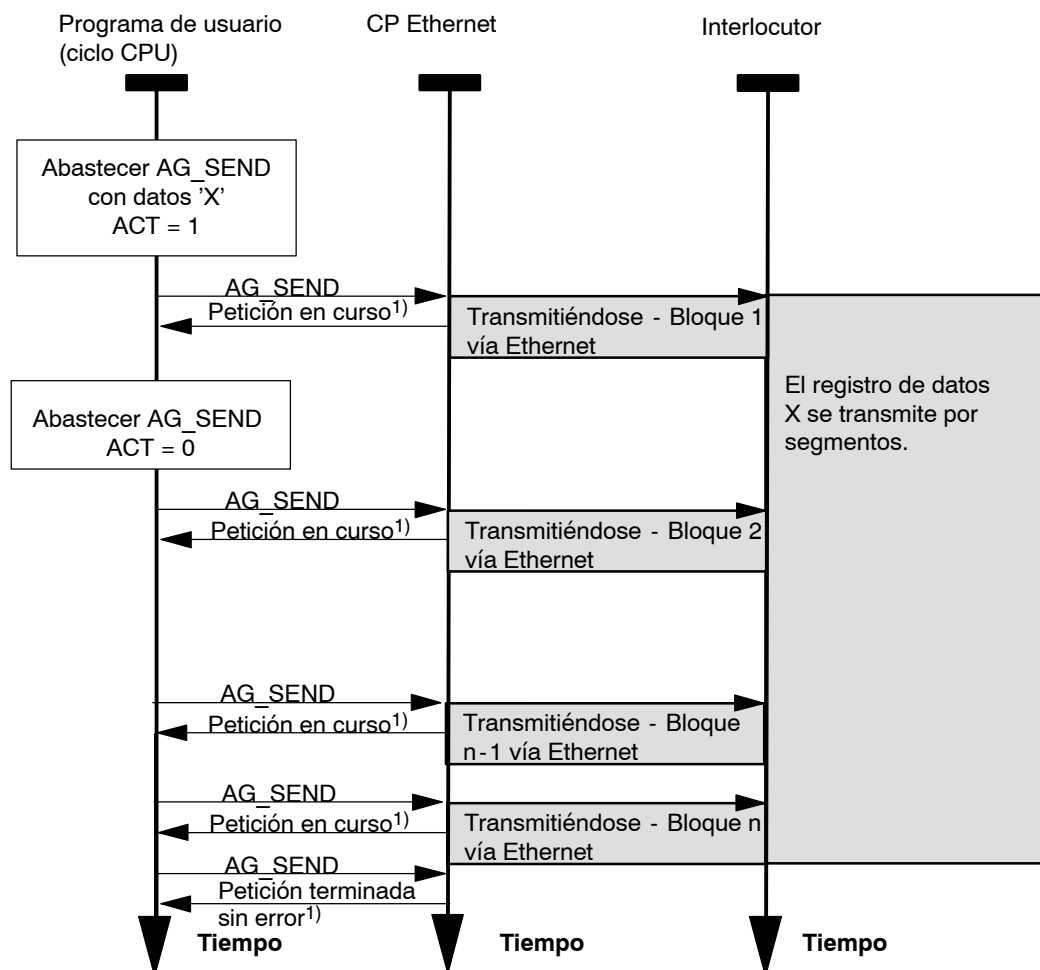 Programa de usuario
(ciclo CPU)
CP Ethernet
Interlocutor
Abastecer AG_SEND
con datos ’X’
ACT = 1
AG_SEND
Petición en curso1)
Transmitiéndose - Bloque 1
vía Ethernet
El registro de datos
X se transmite por
segmentos.
Abastecer AG_SEND
ACT = 0
AG_SEND
Petición en curso1)
Transmitiéndose - Bloque 2
vía Ethernet
AG_SEND
Petición en curso1)
Transmitiéndose - Bloque
n-1 vía Ethernet
AG_SEND
Petición en curso1)
Transmitiéndose - Bloque n
vía Ethernet
AG_SEND
Petición terminada
sin error1)
Tiempo
Tiempo
Tiempo